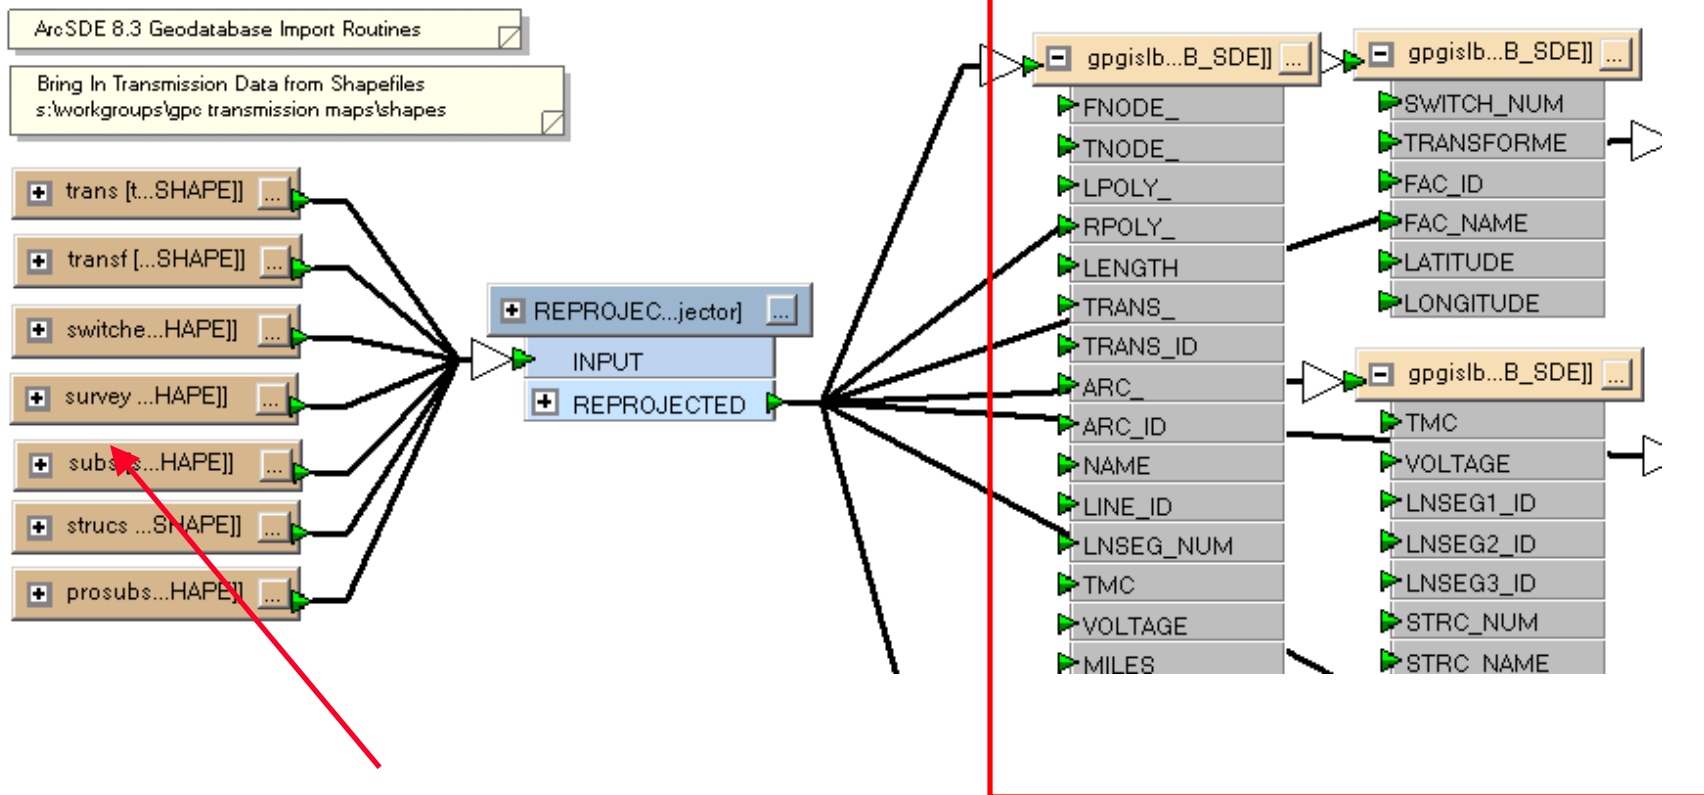 ArcSDE 8.3 Geodatabase Import Routines
Bring In Transmission Data from Shapefiles
s:\workgroups\gpc transmission maps\shapes
trans [t...SHAPE]] ...
transf [...SHAPE]] ...
switche...HAPE]] ...
survey ...HAPE]] ...
subs [s...HAPE]] ...
strucs ...SHAPE]] ...
prosubs...HAPE]] ...
REPROJEC...jector] ...
INPUT
REPROJECTED
gpgislb...B_SDE]] ...
FNODE_
TNODE_
LPOLY_
RPOLY_
LENGTH
TRANS_
TRANS_ID
ARC_
ARC_ID
NAME
LINE_ID
LNSEG_NUM
TMC
VOLTAGE
MILES
gpgislb...B_SDE]] ...
SWITCH_NUM
TRANSFORME
FAC_ID
FAC_NAME
LATITUDE
LONGITUDE
gpgislb...B_SDE]] ...
TMC
VOLTAGE
LNSEG1_ID
LNSEG2_ID
LNSEG3_ID
STRC_NUM
STRC_NAME